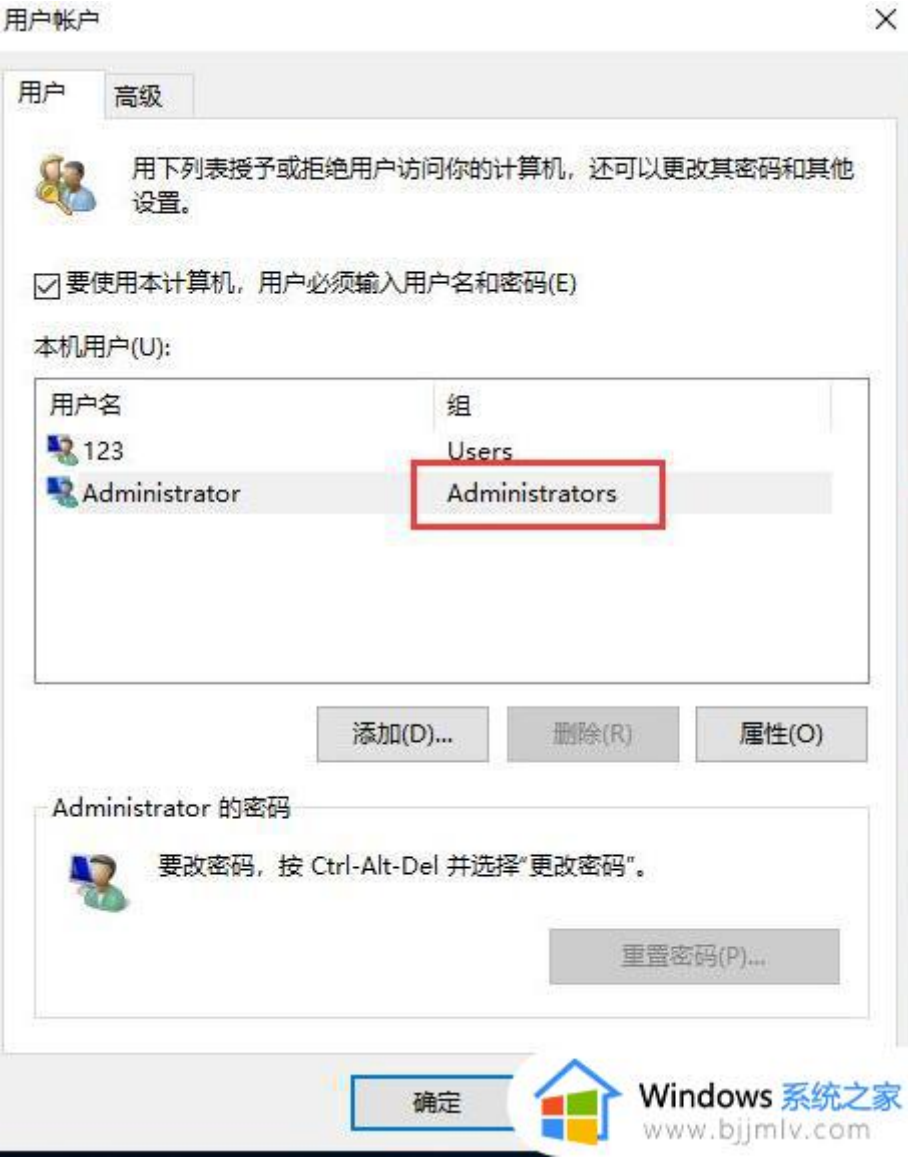 用户帐户
用户
高级
用下列表授予或拒绝用户访问你的计算机，还可以更改其密码和其他
设置。
要使用本计算机，用户必须输入用户名和密码(E)
本机用户(U):
用户名 组
123 Users
Administrator Administrators
添加(D)... 删除(R) 属性(O)
Administrator 的密码
要改密码，按 Ctrl-Alt-Del 并选择“更改密码”。
重置密码(P)...
确定
Windows 系统之家
www.bjjmlv.com